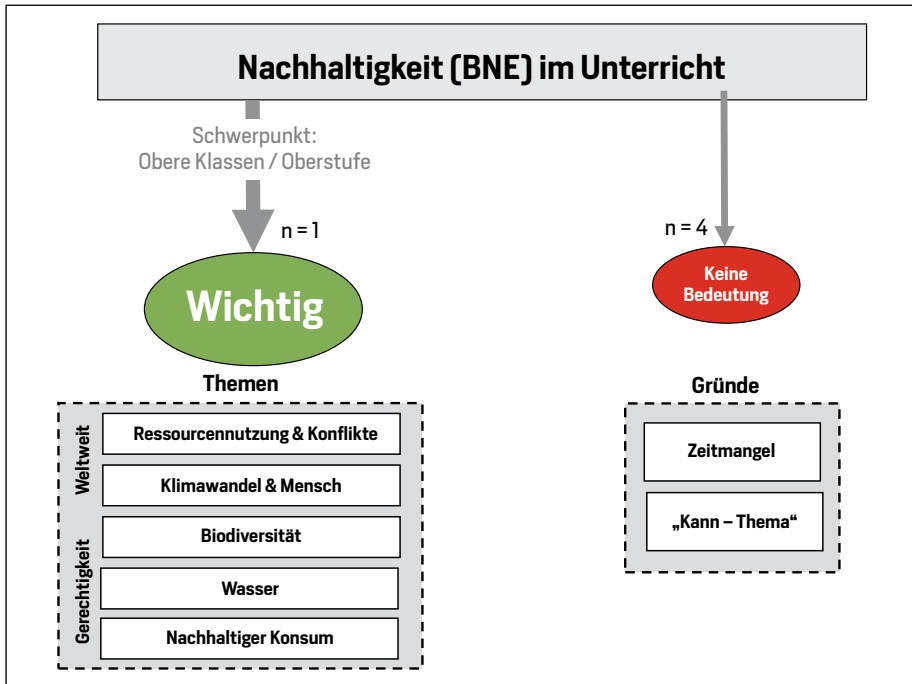 Nachhaltigkeit (BNE) im Unterricht
Schwerpunkt:
Obere Klassen / Oberstufe
n = 1
n = 4
Wichtig
Keine
Bedeutung
Themen
Weltweit
Gerechtigkeit
Ressourcennutzung & Konflikte
Klimawandel & Mensch
Biodiversität
Wasser
Nachhaltiger Konsum
Gründe
Zeitmangel
„Kann – Thema“